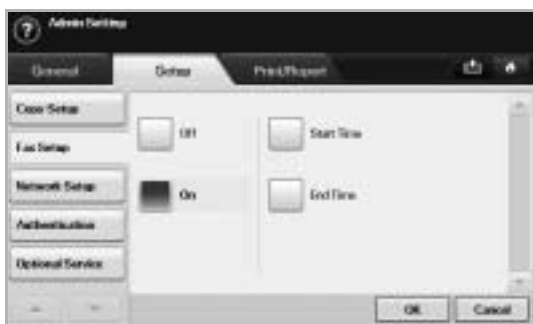 Admin Setting
General
Setup
Print/Report
Copy Setup
Fax Setup
Network Setup
Authentication
Optional Service
Off
On
Start Time
End Time
OK
Cancel